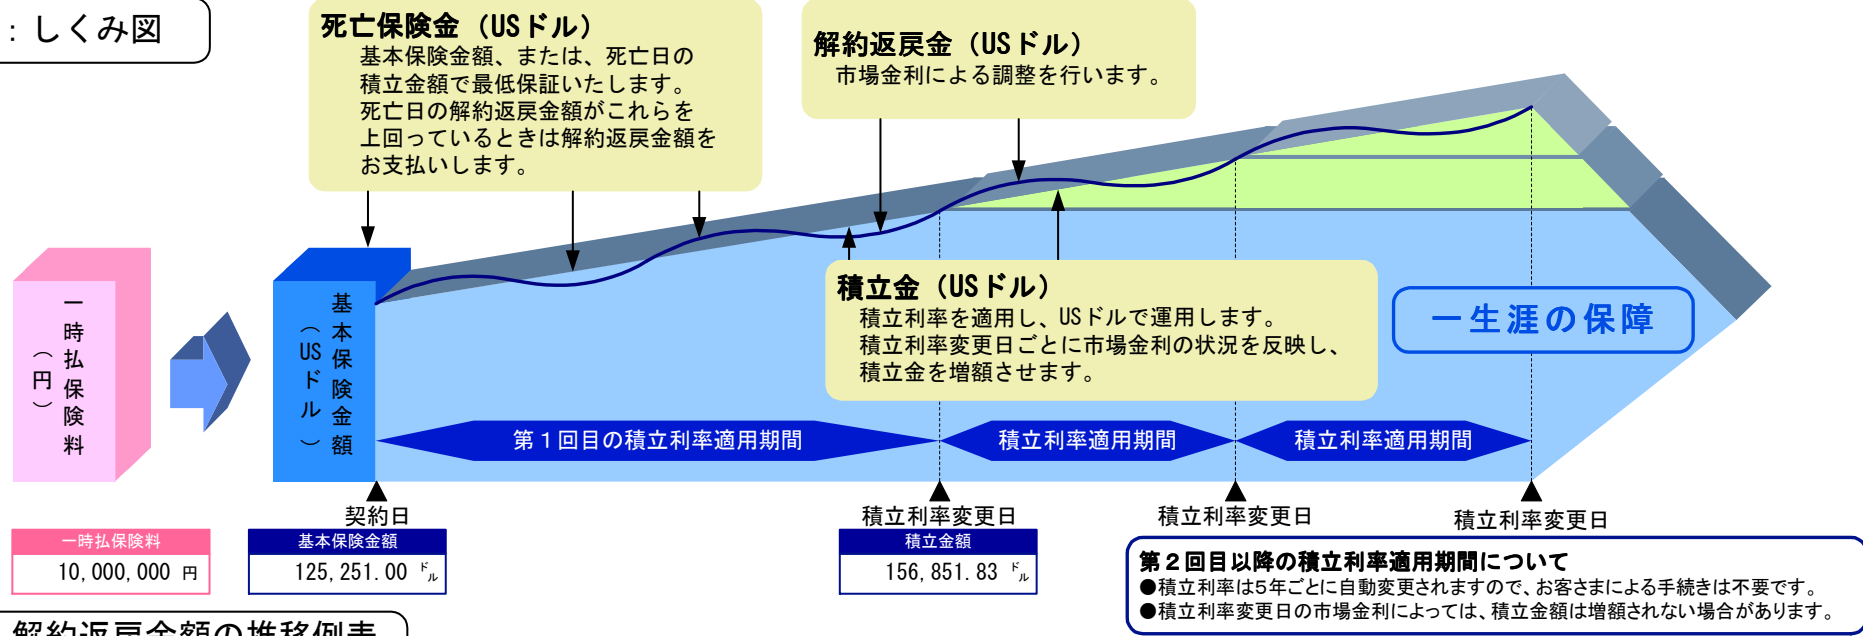 ：しくみ図
死亡保険金（USドル）
基本保険金額、または、死亡日の
積立金額で最低保証いたします。
死亡日の解約返戻金額がこれらを
上回っているときは解約返戻金額を
お支払いします。
解約返戻金（USドル）
市場金利による調整を行います。
一時払保険料
（円）
基本保険金額
（USドル）
積立金（USドル）
積立利率を適用し、USドルで運用します。
積立利率変更日ごとに市場金利の状況を反映し、
積立金を増額させます。
一生涯の保障
第1回目の積立利率適用期間
積立利率適用期間
積立利率適用期間
契約日
積立利率変更日
積立利率変更日
積立利率変更日
一時払保険料
10,000,000 円
基本保険金額
125,251.00 ドル
積立金額
156,851.83 ドル
第2回目以降の積立利率適用期間について
●積立利率は5年ごとに自動変更されますので、お客さまによる手続きは不要です。
●積立利率変更日の市場金利によっては、積立金額は増額されない場合があります。
解約返戻金額の推移例表